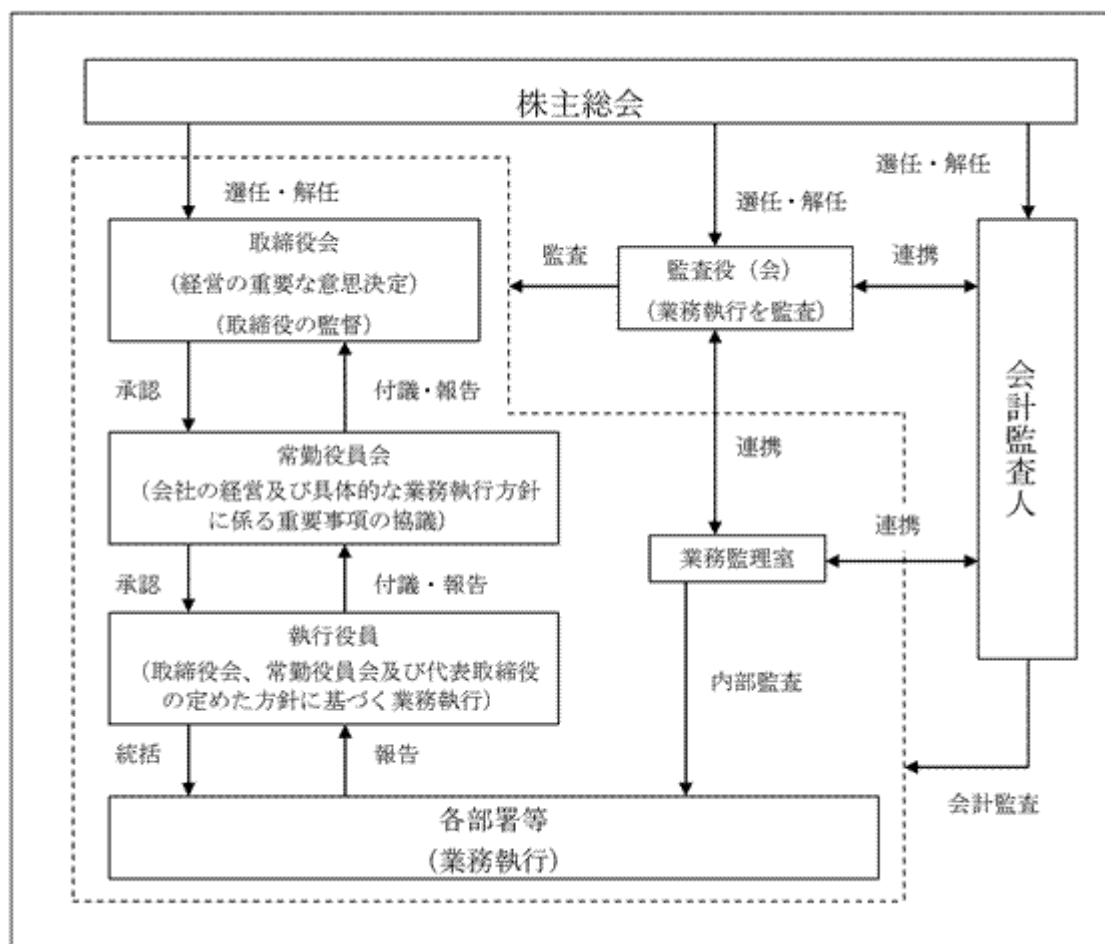 株主総会
選任・解任
選任・解任
選任・解任
取締役会
(経営の重要な意思決定)
(取締役の監督)
監査
監査役（会）
(業務執行を監査)
連携
会計監査人
承認
付議・報告
連携
常勤役員会
(会社の経営及び具体的な業務執行方針
に係る重要事項の協議)
業務監理室
連携
承認
付議・報告
執行役員
(取締役会、常勤役員会及び代表取締役
の定めた方針に基づく業務執行)
内部監査
統括
報告
会計監査
各部署等
(業務執行)